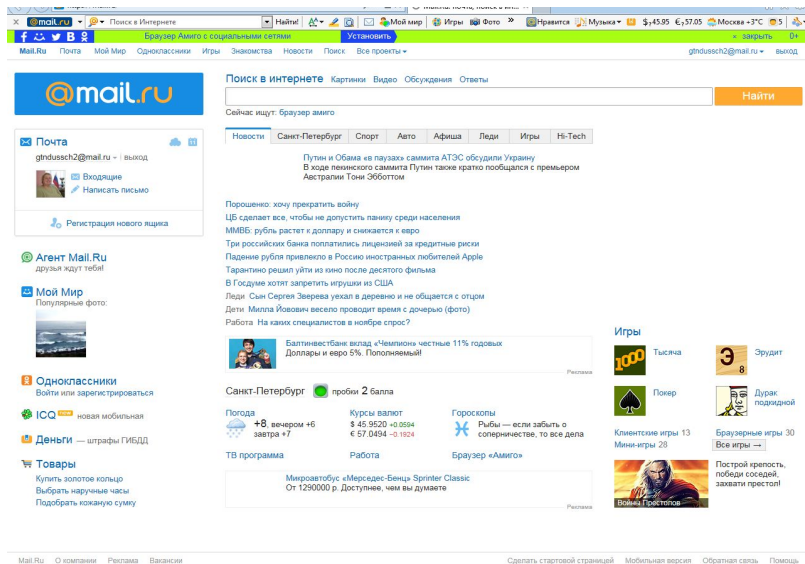 @mail.ru Поиск в Интернете Найти! Мой мир Игры Фото » Нравится Музыка $↑45.95 €↓57.05 Москва +3°C 5
Браузер Амиго с социальными сетями Установить « закрыть 0+
Mail.Ru Почта Мой Мир Одноклассники Игры Знакомства Новости Поиск Все проекты gtndussch2@mail.ru выход
@mail.ru
Поиск в интернете Картинки Видео Обсуждения Ответы
Найти
Сейчас ищут: браузер амиго
Почта
gtndussch2@mail.ru выход
Входящие
Написать письмо
Регистрация нового ящика
Агент Mail.Ru
друзья ждут тебя!
Мой Мир
Популярные фото:
Одноклассники
Войти или зарегистрироваться
ICQ новая мобильная
Деньги — штрафы ГИБДД
Товары
Купить золотое кольцо
Выбрать наручные часы
Подобрать кожаную сумку
Новости Санкт-Петербург Спорт Авто Афиша Леди Игры Hi-Tech
Путин и Обама «в паузах» саммита АТЭС обсудили Украину
В ходе пекинского саммита Путин также кратко пообщался с премьером
Австралии Тони Эбботтом
Порошенко: хочу прекратить войну
ЦБ сделает все, чтобы не допустить панику среди населения
ММВБ: рубль растет к доллару и снижается к евро
Три российских банка поплатились лицензией за кредитные риски
Падение рубля привлекло в Россию иностранных любителей Apple
Тарантино решил уйти из кино после десятого фильма
В Госдуме хотят запретить игрушки из США
Леди Сын Сергея Зверева уехал в деревню и не общается с отцом
Дети Милла Йовович весело проводит время с дочерью (фото)
Работа На каких специалистов в ноябре спрос?
Балтинвестбанк вклад «Чемпион» честные 11% годовых
Доллары и евро 5%. Пополняемый!
Реклама
Санкт-Петербург пробки 2 балла
Погода
+8, вечером +6
завтра +7
Курсы валют
$ 45.9520 +0.0594
€ 57.0494 −0.1924
Гороскопы
Рыбы — если забыть о
соперничестве, то все дела
ТВ программа Работа Браузер «Амиго»
Микроавтобус «Мерседес-Бенц» Sprinter Classic
От 1290000 р. Доступнее, чем вы думаете
Реклама
Игры
1000 Тысяча
Э 8 Эрудит
Покер
Дурак
подкидной
Клиентские игры 13 Браузерные игры 30
Мини-игры 28 Все игры →
Войны Престолов
Построй крепость,
победи соседей,
захвати престол!
Mail.Ru О компании Реклама Вакансии Сделать стартовой страницей Мобильная версия Обратная связь Помощь